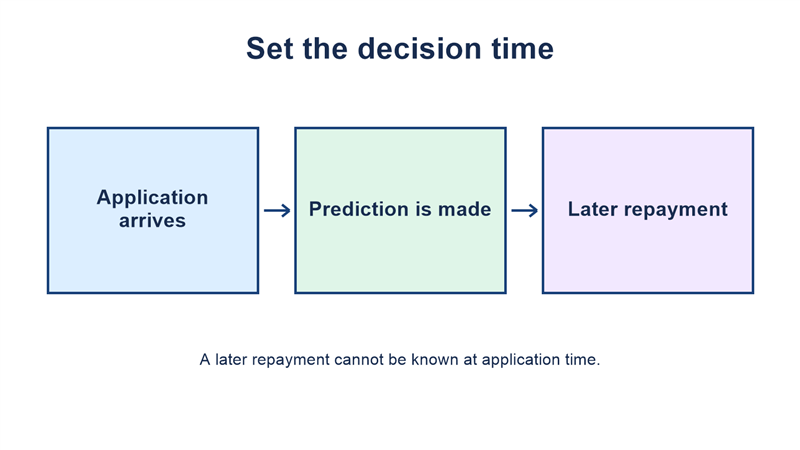 Set the decision time
Application
arrives
Prediction is made
Later repayment
A later repayment cannot be known at application time.